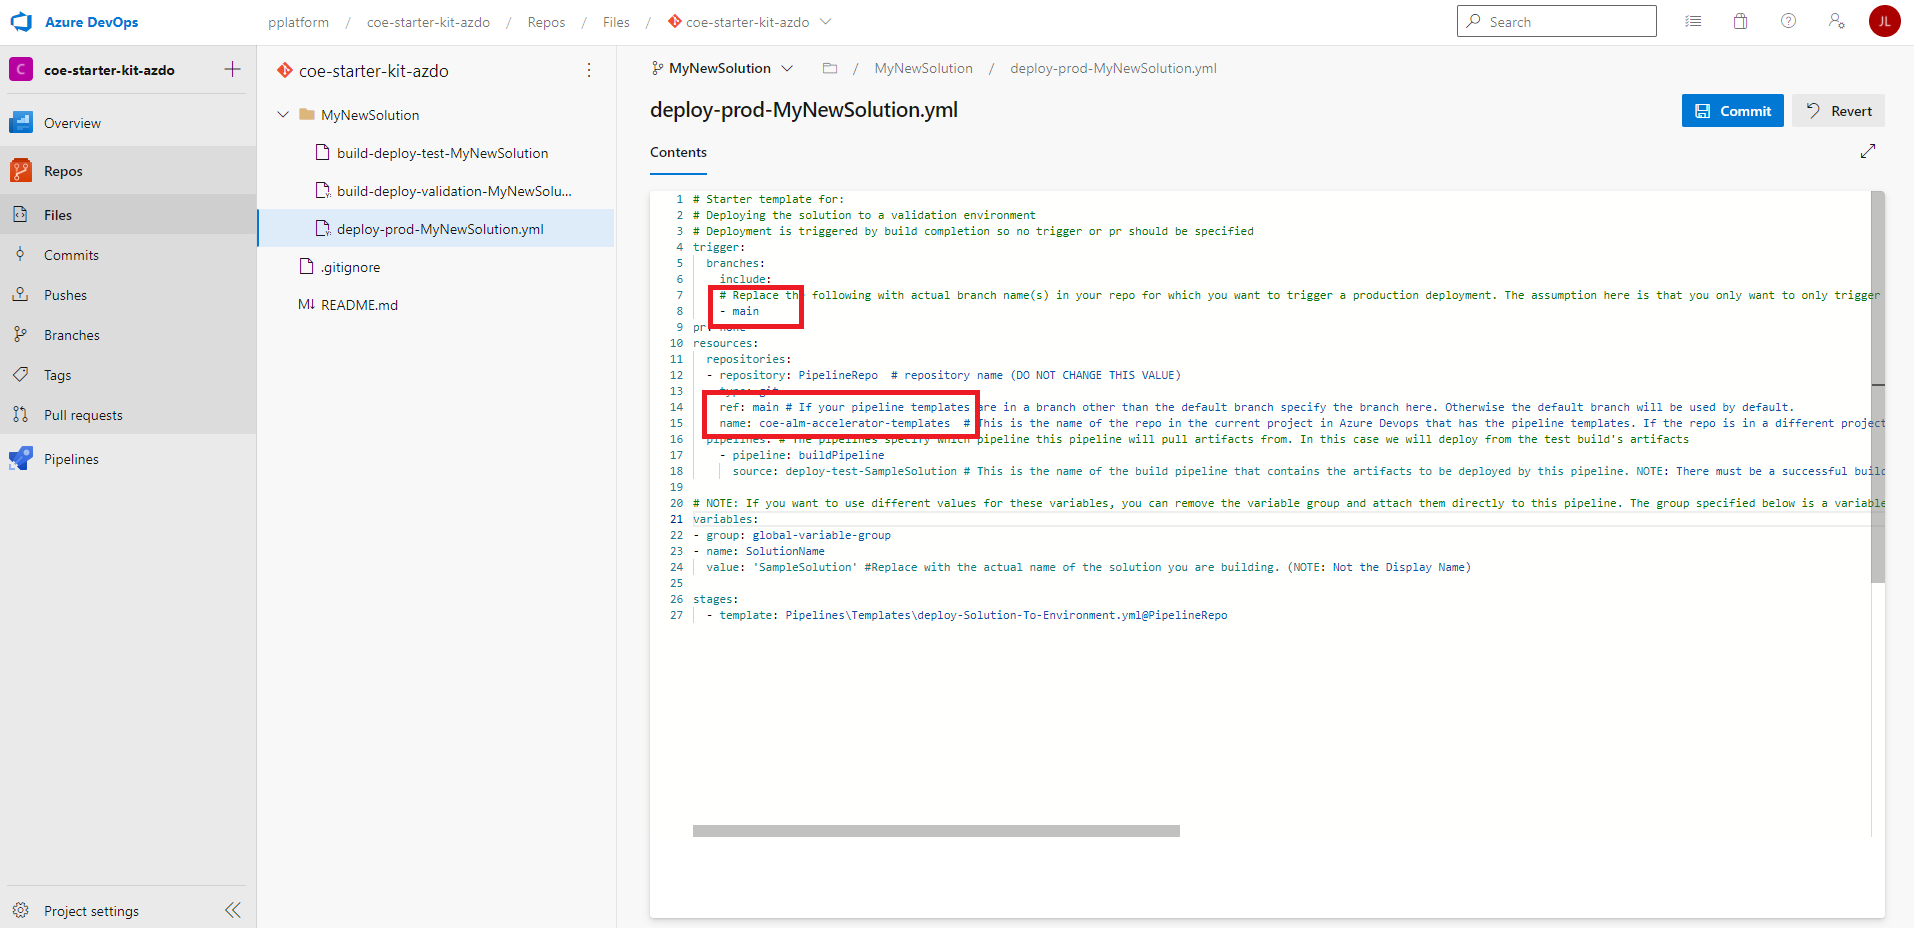 Azure DevOps
pplatform / coe-starter-kit-azdo / Repos / Files / coe-starter-kit-azdo
Search
JL
C
coe-starter-kit-azdo
Overview
Repos
Files
Commits
Pushes
Branches
Tags
Pull requests
Pipelines
Project settings
coe-starter-kit-azdo
MyNewSolution
build-deploy-test-MyNewSolution
build-deploy-validation-MyNewSolu...
deploy-prod-MyNewSolution.yml
.gitignore
M↓ README.md
MyNewSolution / MyNewSolution / deploy-prod-MyNewSolution.yml
deploy-prod-MyNewSolution.yml
Commit
Revert
Contents
1 # Starter template for:
2 # Deploying the solution to a validation environment
3 # Deployment is triggered by build completion so no trigger or pr should be specified
4 trigger:
5 branches:
6 include:
7 # Replace the following with actual branch name(s) in your repo for which you want to trigger a production deployment. The assumption here is that you only want to only trigger
8 - main
9 pr: none
10 resources:
11 repositories:
12 - repository: PipelineRepo # repository name (DO NOT CHANGE THIS VALUE)
13 type: git
14 ref: main # If your pipeline templates are in a branch other than the default branch specify the branch here. Otherwise the default branch will be used by default.
15 name: coe-alm-accelerator-templates # This is the name of the repo in the current project in Azure Devops that has the pipeline templates. If the repo is in a different project
16 pipelines: # The pipelines specify which pipeline this pipeline will pull artifacts from. In this case we will deploy from the test build's artifacts
17 - pipeline: buildPipeline
18 source: deploy-test-SampleSolution # This is the name of the build pipeline that contains the artifacts to be deployed by this pipeline. NOTE: There must be a successful build
19
20 # NOTE: If you want to use different values for these variables, you can remove the variable group and attach them directly to this pipeline. The group specified below is a variable
21 variables:
22 - group: global-variable-group
23 - name: SolutionName
24 value: 'SampleSolution' #Replace with the actual name of the solution you are building. (NOTE: Not the Display Name)
25
26 stages:
27 - template: Pipelines\Templates\deploy-Solution-To-Environment.yml@PipelineRepo